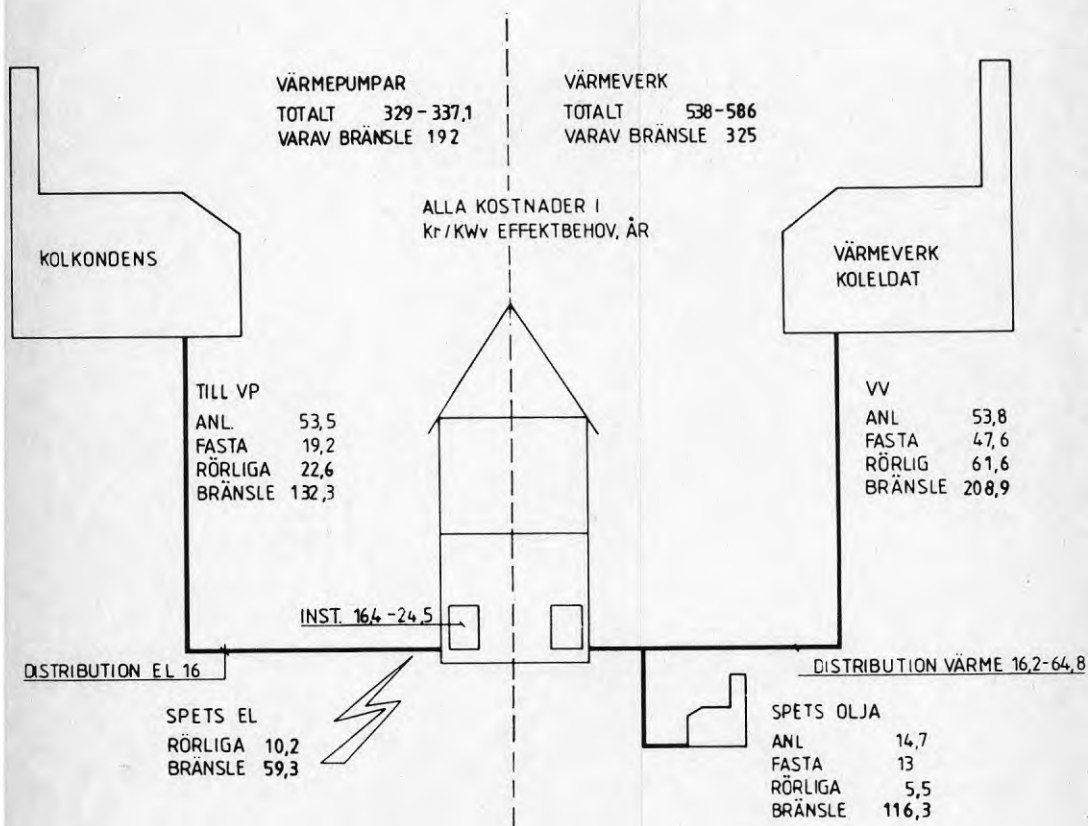 VÄRMEPUMPAR
TOTALT 329-337,1
VARAV BRÄNSLE 192
VÄRMEVERK
TOTALT 538-586
VARAV BRÄNSLE 325
ALLA KOSTNADER I
Kr/KWv EFFEKTBEHOV, ÅR
KOLKONDENS
VÄRMEVERK
KOLELDAT
TILL VP
ANL. 53,5
FASTA 19,2
RÖRLIGA 22,6
BRÄNSLE 132,3
VV
ANL 53,8
FASTA 47,6
RÖRLIG 61,6
BRÄNSLE 208,9
INST. 16,4-24,5
DISTRIBUTION EL 16
DISTRIBUTION VÄRME 16,2-64,8
SPETS EL
RÖRLIGA 10,2
BRÄNSLE 59,3
SPETS OLJA
ANL 14,7
FASTA 13
RÖRLIGA 5,5
BRÄNSLE 116,3